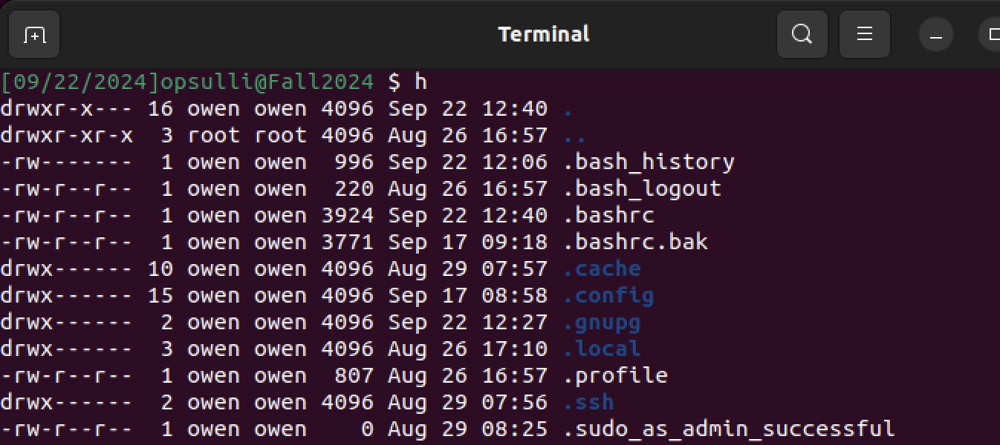 Terminal
[09/22/2024]opsulli@Fall2024 $ h
drwxr-x--- 16 owen owen 4096 Sep 22 12:40 .
drwxr-xr-x  3 root root 4096 Aug 26 16:57 ..
-rw-------  1 owen owen  996 Sep 22 12:06 .bash_history
-rw-r--r--  1 owen owen  220 Aug 26 16:57 .bash_logout
-rw-r--r--  1 owen owen 3924 Sep 22 12:40 .bashrc
-rw-r--r--  1 owen owen 3771 Sep 17 09:18 .bashrc.bak
drwx------ 10 owen owen 4096 Aug 29 07:57 .cache
drwx------ 15 owen owen 4096 Sep 17 08:58 .config
drwx------  2 owen owen 4096 Sep 22 12:27 .gnupg
drwx------  3 owen owen 4096 Aug 26 17:10 .local
-rw-r--r--  1 owen owen  807 Aug 26 16:57 .profile
drwx------  2 owen owen 4096 Aug 29 07:56 .ssh
-rw-r--r--  1 owen owen    0 Aug 29 08:25 .sudo_as_admin_successful